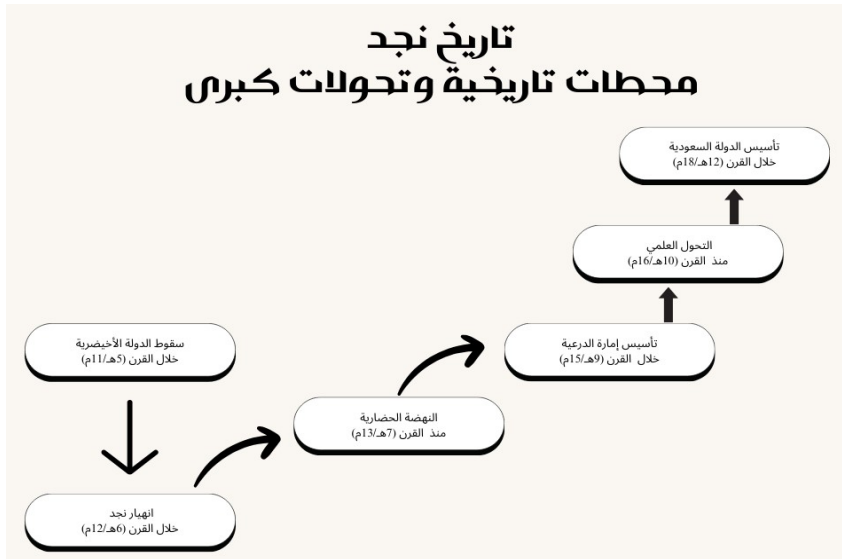 تاريخ نجد
محطات تاريخية وتحولات كبرى
سقوط الدولة الأخيضرية
خلال القرن (5هـ/11م)
انهيار نجد
خلال القرن (6هـ/12م)
النهضة الحضارية
منذ القرن (7هـ/13م)
تأسيس إمارة الدرعية
خلال القرن (9هـ/15م)
التحول العلمي
منذ القرن (10هـ/16م)
تأسيس الدولة السعودية
خلال القرن (12هـ/18م)